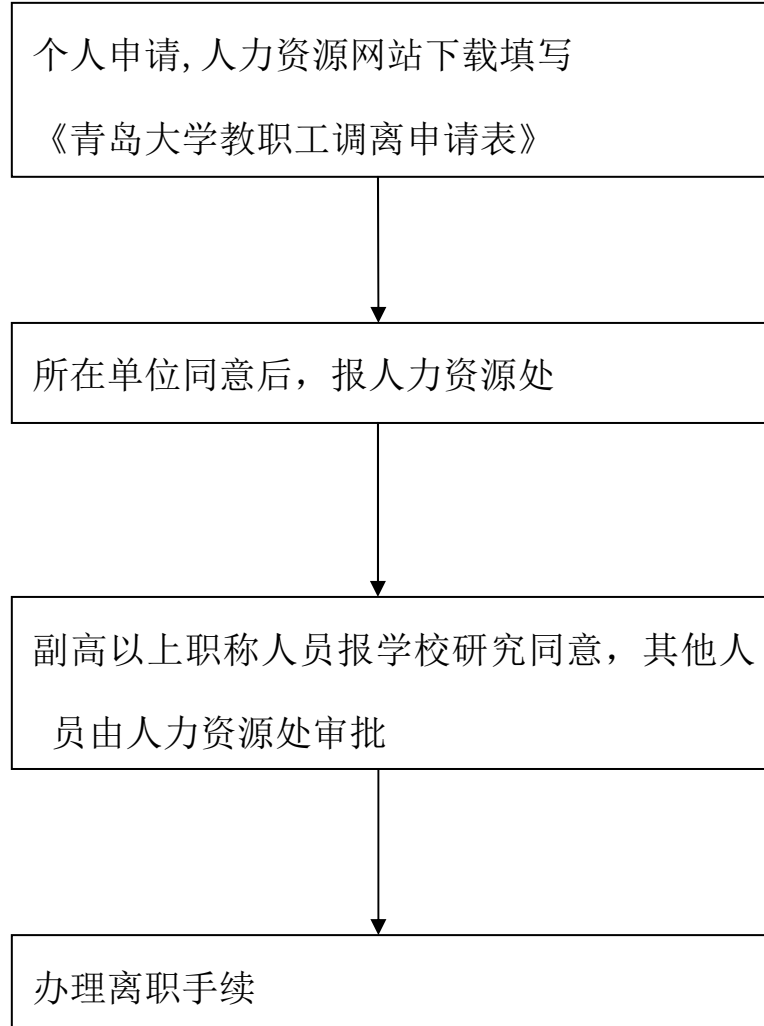 个人申请,人力资源网站下载填写
《青岛大学教职工调离申请表》
所在单位同意后，报人力资源处
副高以上职称人员报学校研究同意，其他人
员由人力资源处审批
办理离职手续